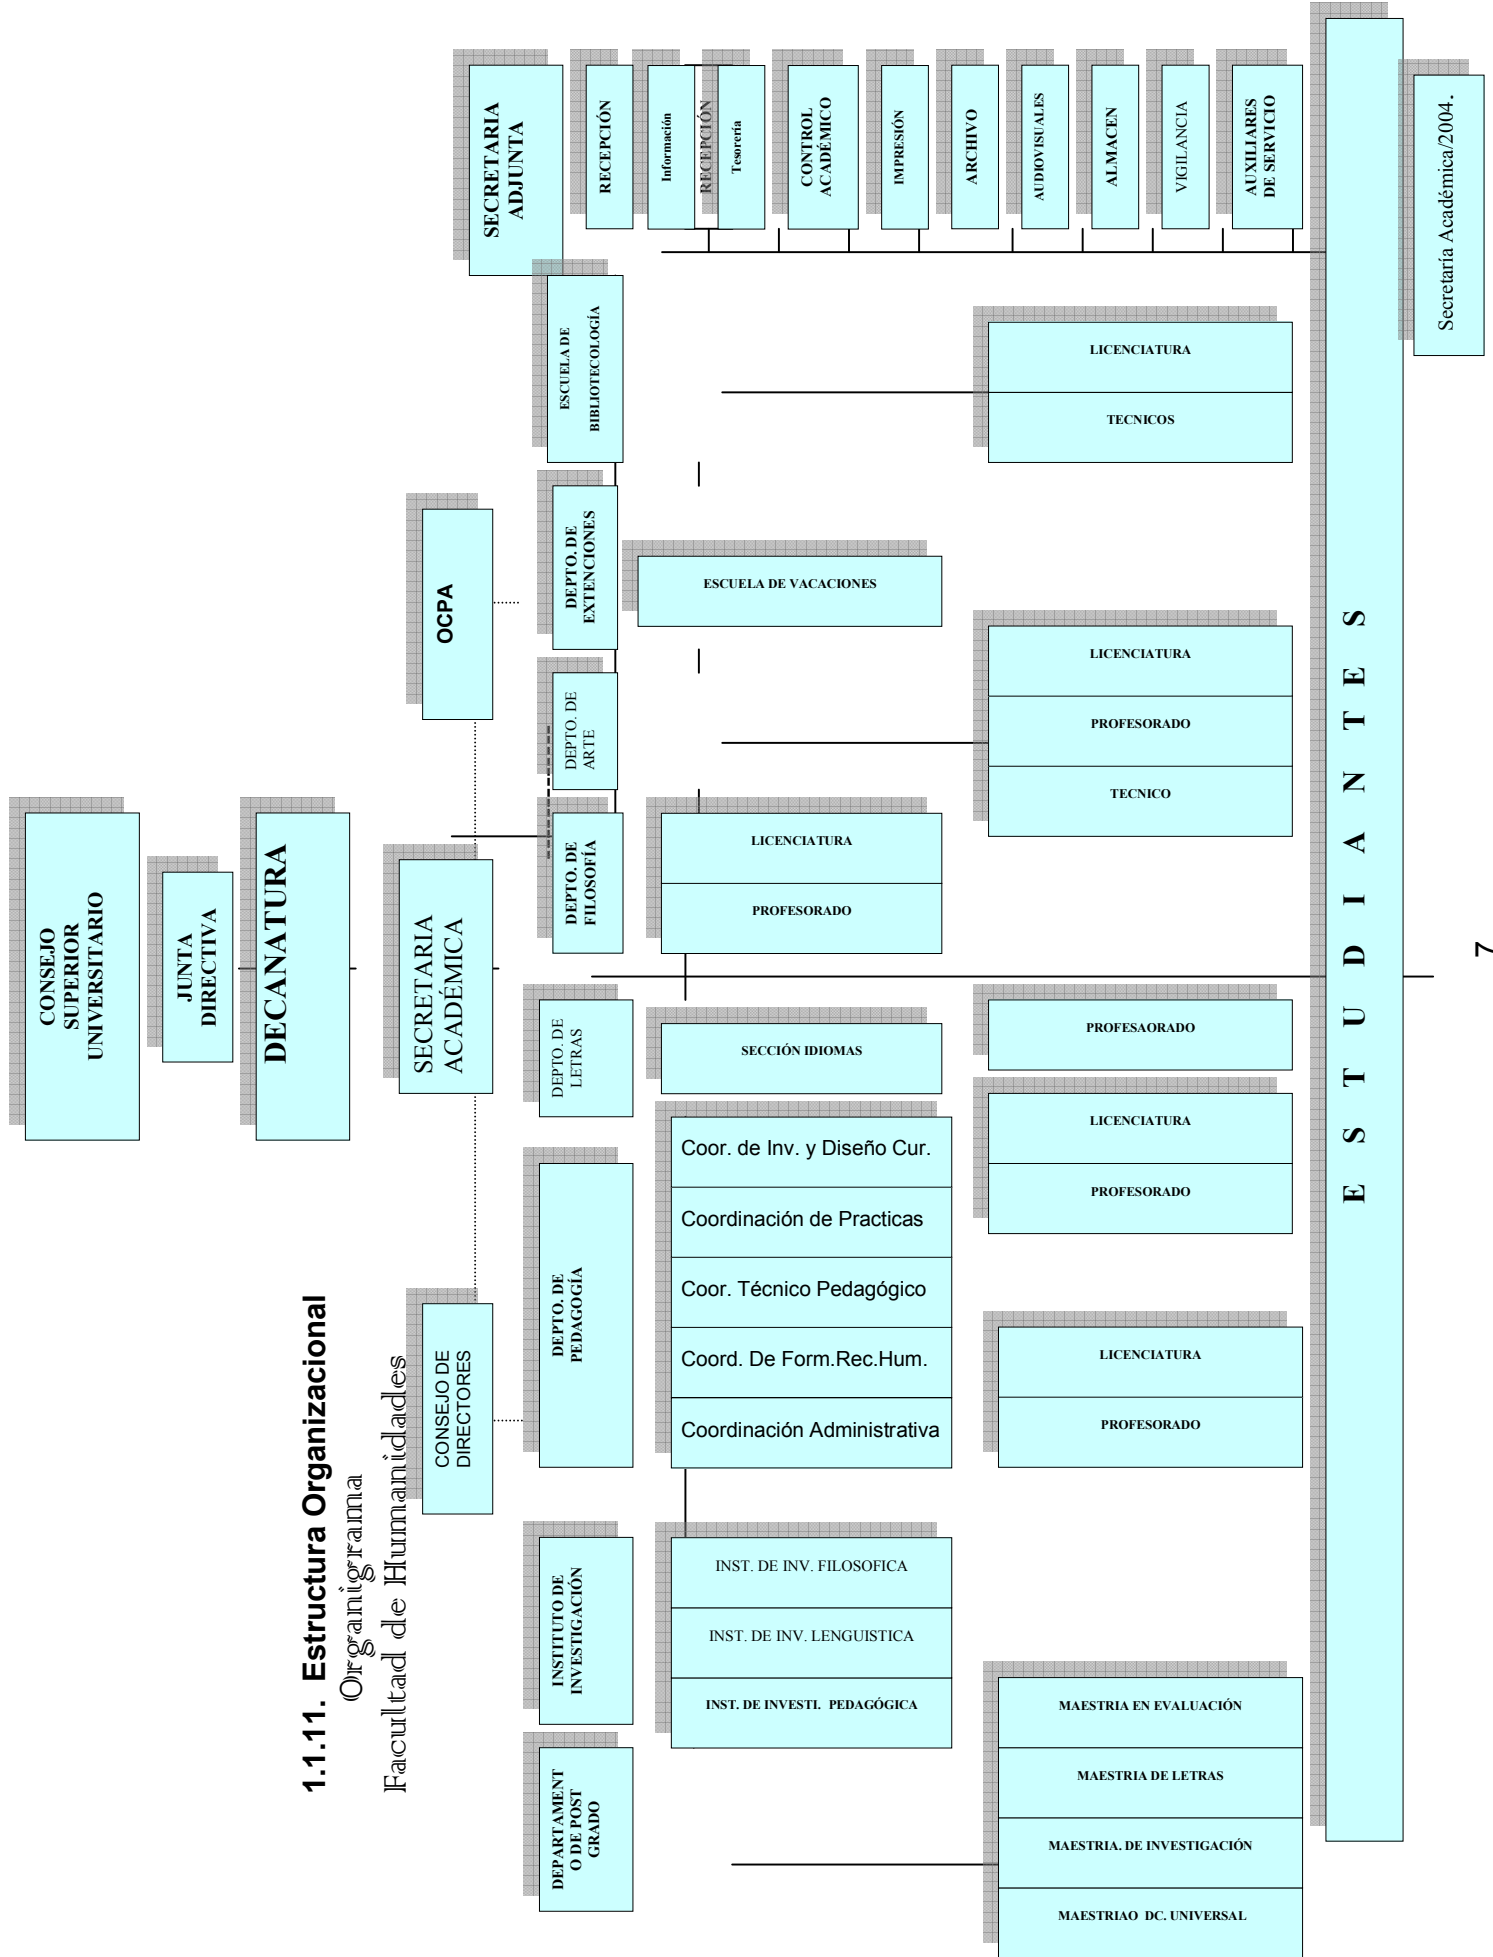 1.1.11. Estructura Organizacional
Organigrama
Facultad de Humanidades
CONSEJO
SUPERIOR
UNIVERSITARIO
JUNTA
DIRECTIVA
DECANATURA
SECRETARIA
ACADÉMICA
CONSEJO DE
DIRECTORES
OCPA
SECRETARIA
ADJUNTA
DEPARTAMENT
O DE POST
GRADO
INSTITUTO DE
INVESTIGACIÓN
DEPTO. DE
PEDAGOGÍA
DEPTO. DE
LETRAS
DEPTO. DE
FILOSOFÍA
DEPTO. DE
ARTE
DEPTO. DE
EXTENCIONES
ESCUELA DE
BIBLIOTECOLOGÍA
RECEPCIÓN
Información
RECEPCIÓN
Tesorería
CONTROL
ACADÉMICO
IMPRESIÓN
ARCHIVO
AUDIOVISUALES
ALMACEN
VIGILANCIA
AUXILIARES
DE SERVICIO
INST. DE INV. FILOSOFICA
INST. DE INV. LENGUISTICA
INST. DE INVESTI. PEDAGÓGICA
Coor. de Inv. y Diseño Cur.
Coordinación de Practicas
Coor. Técnico Pedagógico
Coord. De Form.Rec.Hum.
Coordinación Administrativa
SECCIÓN IDIOMAS
LICENCIATURA
PROFESORADO
ESCUELA DE VACACIONES
MAESTRIA EN EVALUACIÓN
MAESTRIA DE LETRAS
MAESTRIA. DE INVESTIGACIÓN
MAESTRIAO DC. UNIVERSAL
LICENCIATURA
PROFESORADO
LICENCIATURA
PROFESORADO
PROFESAORADO
LICENCIATURA
PROFESORADO
TECNICO
LICENCIATURA
TECNICOS
E S T U D I A N T E S
Secretaría Académica/2004.
7